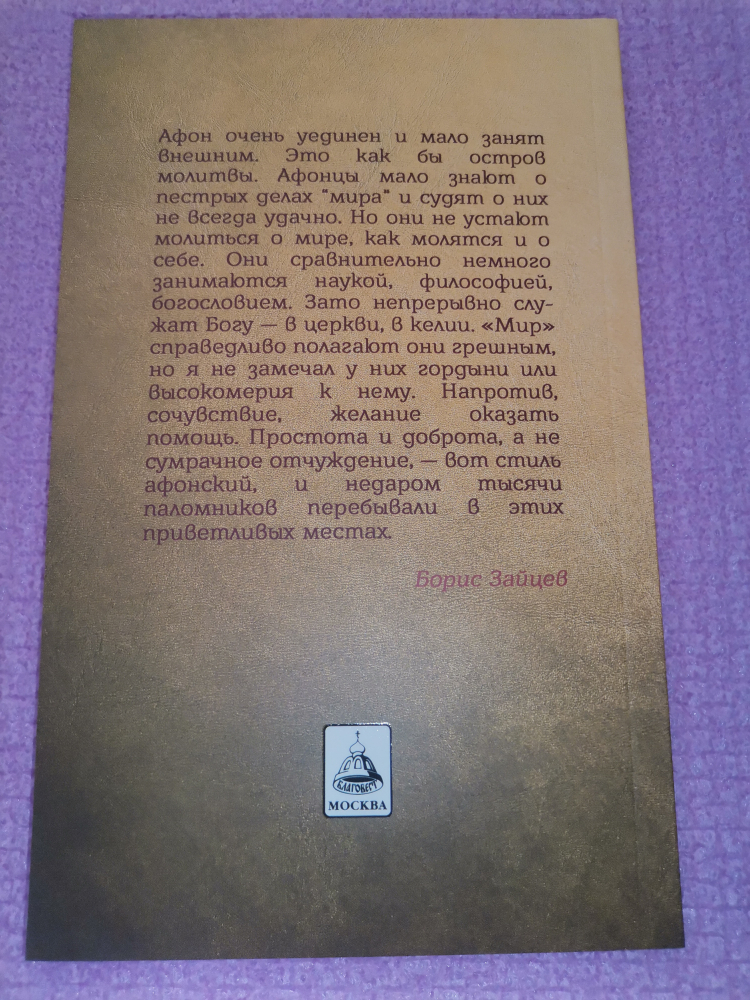 Афон очень уединен и мало занят
внешним. Это как бы остров
молитвы. Афонцы мало знают о
пестрых делах "мира" и судят о них
не всегда удачно. Но они не устают
молиться о мире, как молятся и о
себе. Они сравнительно немного
занимаются наукой, философией,
богословием. Зато непрерывно слу-
жат Богу — в церкви, в келии. «Мир»
справедливо полагают они грешным,
но я не замечал у них гордыни или
высокомерия к нему. Напротив,
сочувствие, желание оказать
помощь. Простота и доброта, а не
сумрачное отчуждение, — вот стиль
афонский, и недаром тысячи
паломников перебывали в этих
приветливых местах.
Борис Зайцев
БЛАГОВЕСТ
МОСКВА